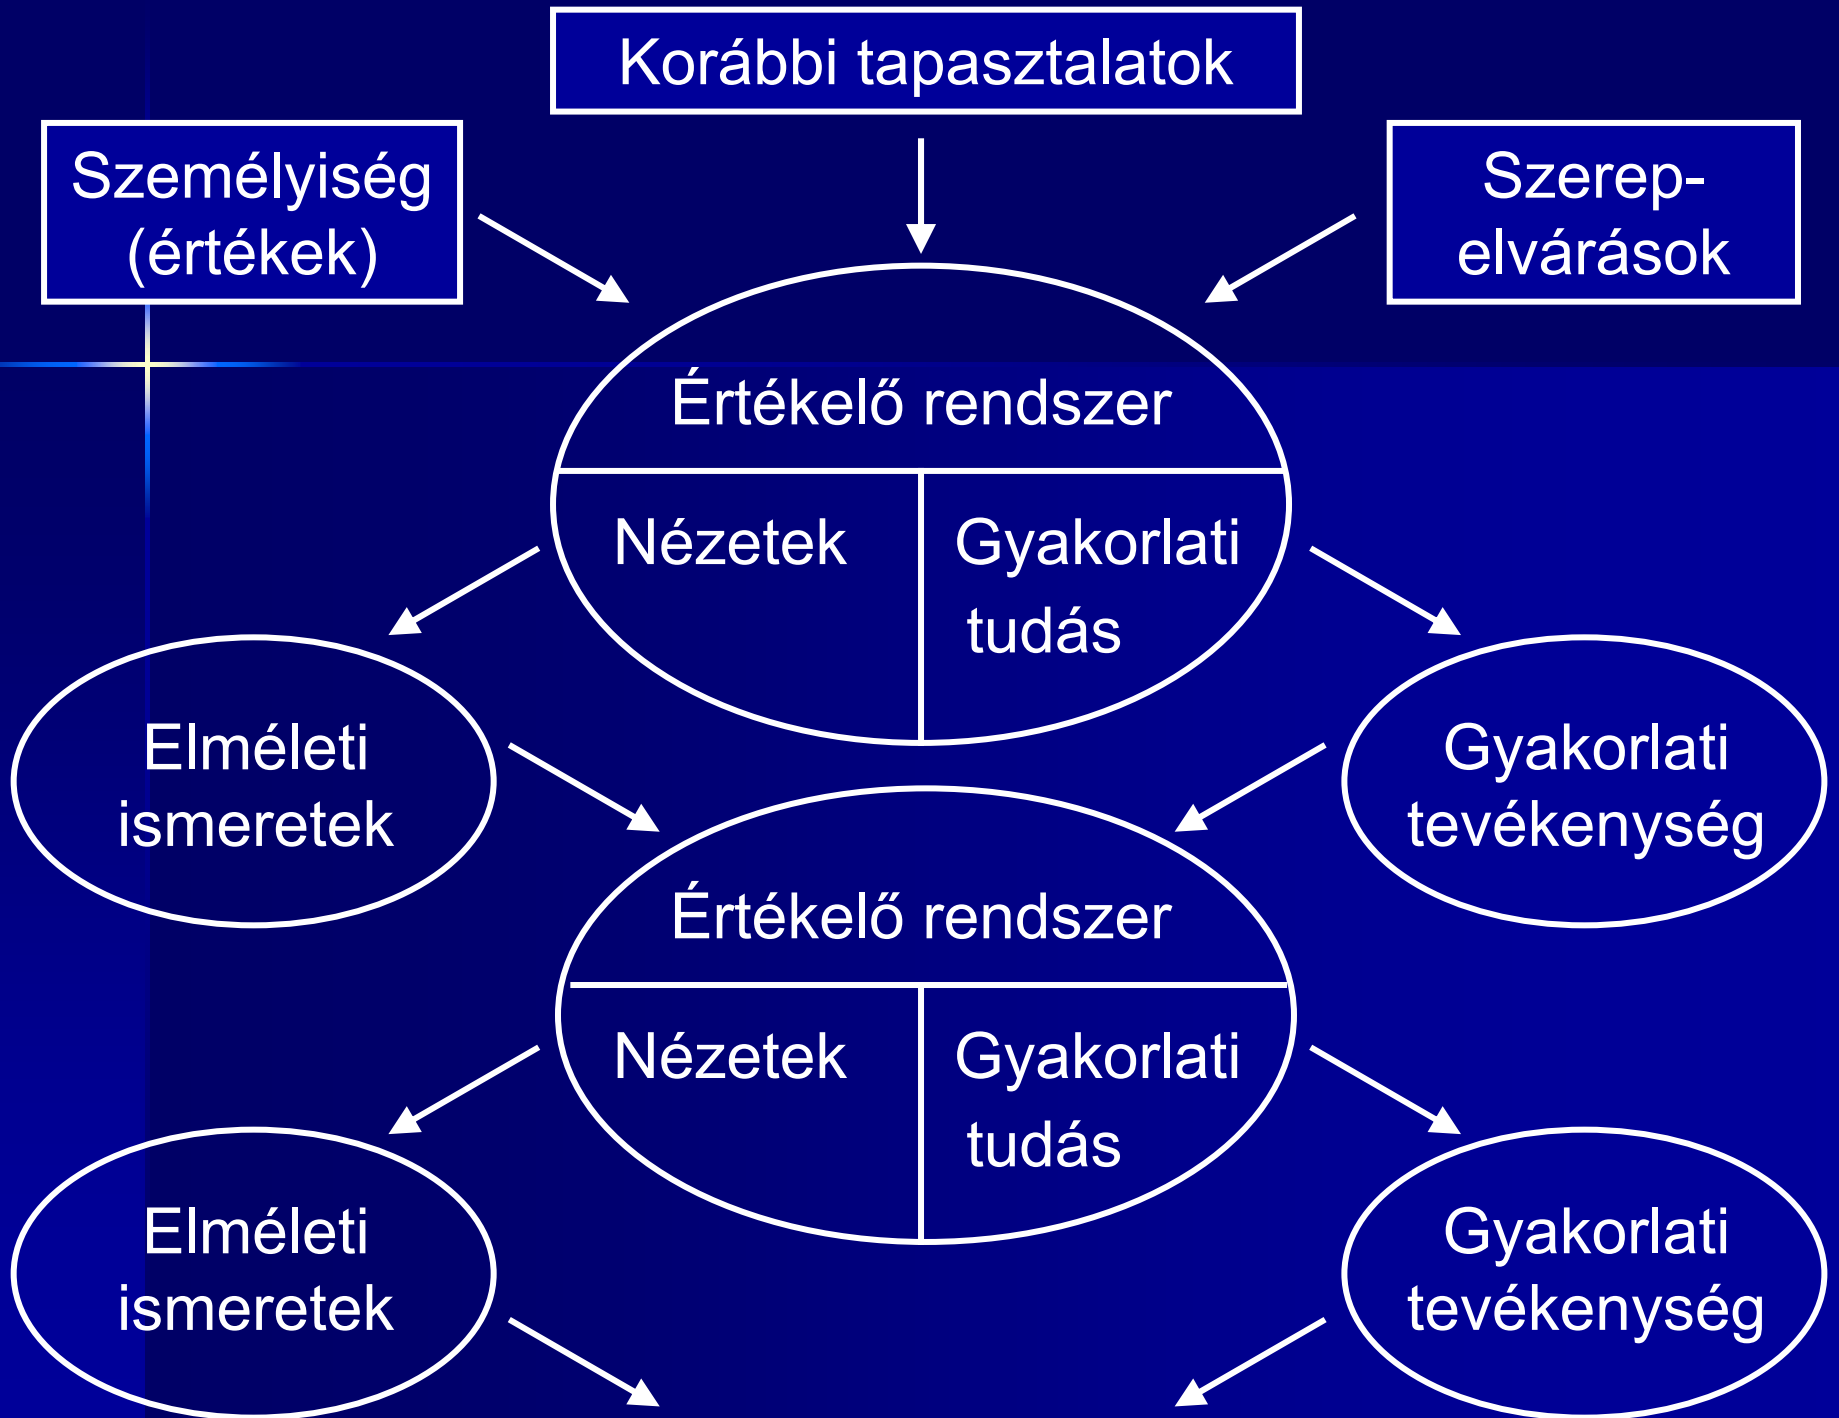 Korábbi tapasztalatok
Személyiség
(értékek)
Szerep-
elvárások
Értékelő rendszer
Nézetek
Gyakorlati
tudás
Elméleti
ismeretek
Gyakorlati
tevékenység
Értékelő rendszer
Nézetek
Gyakorlati
tudás
Elméleti
ismeretek
Gyakorlati
tevékenység